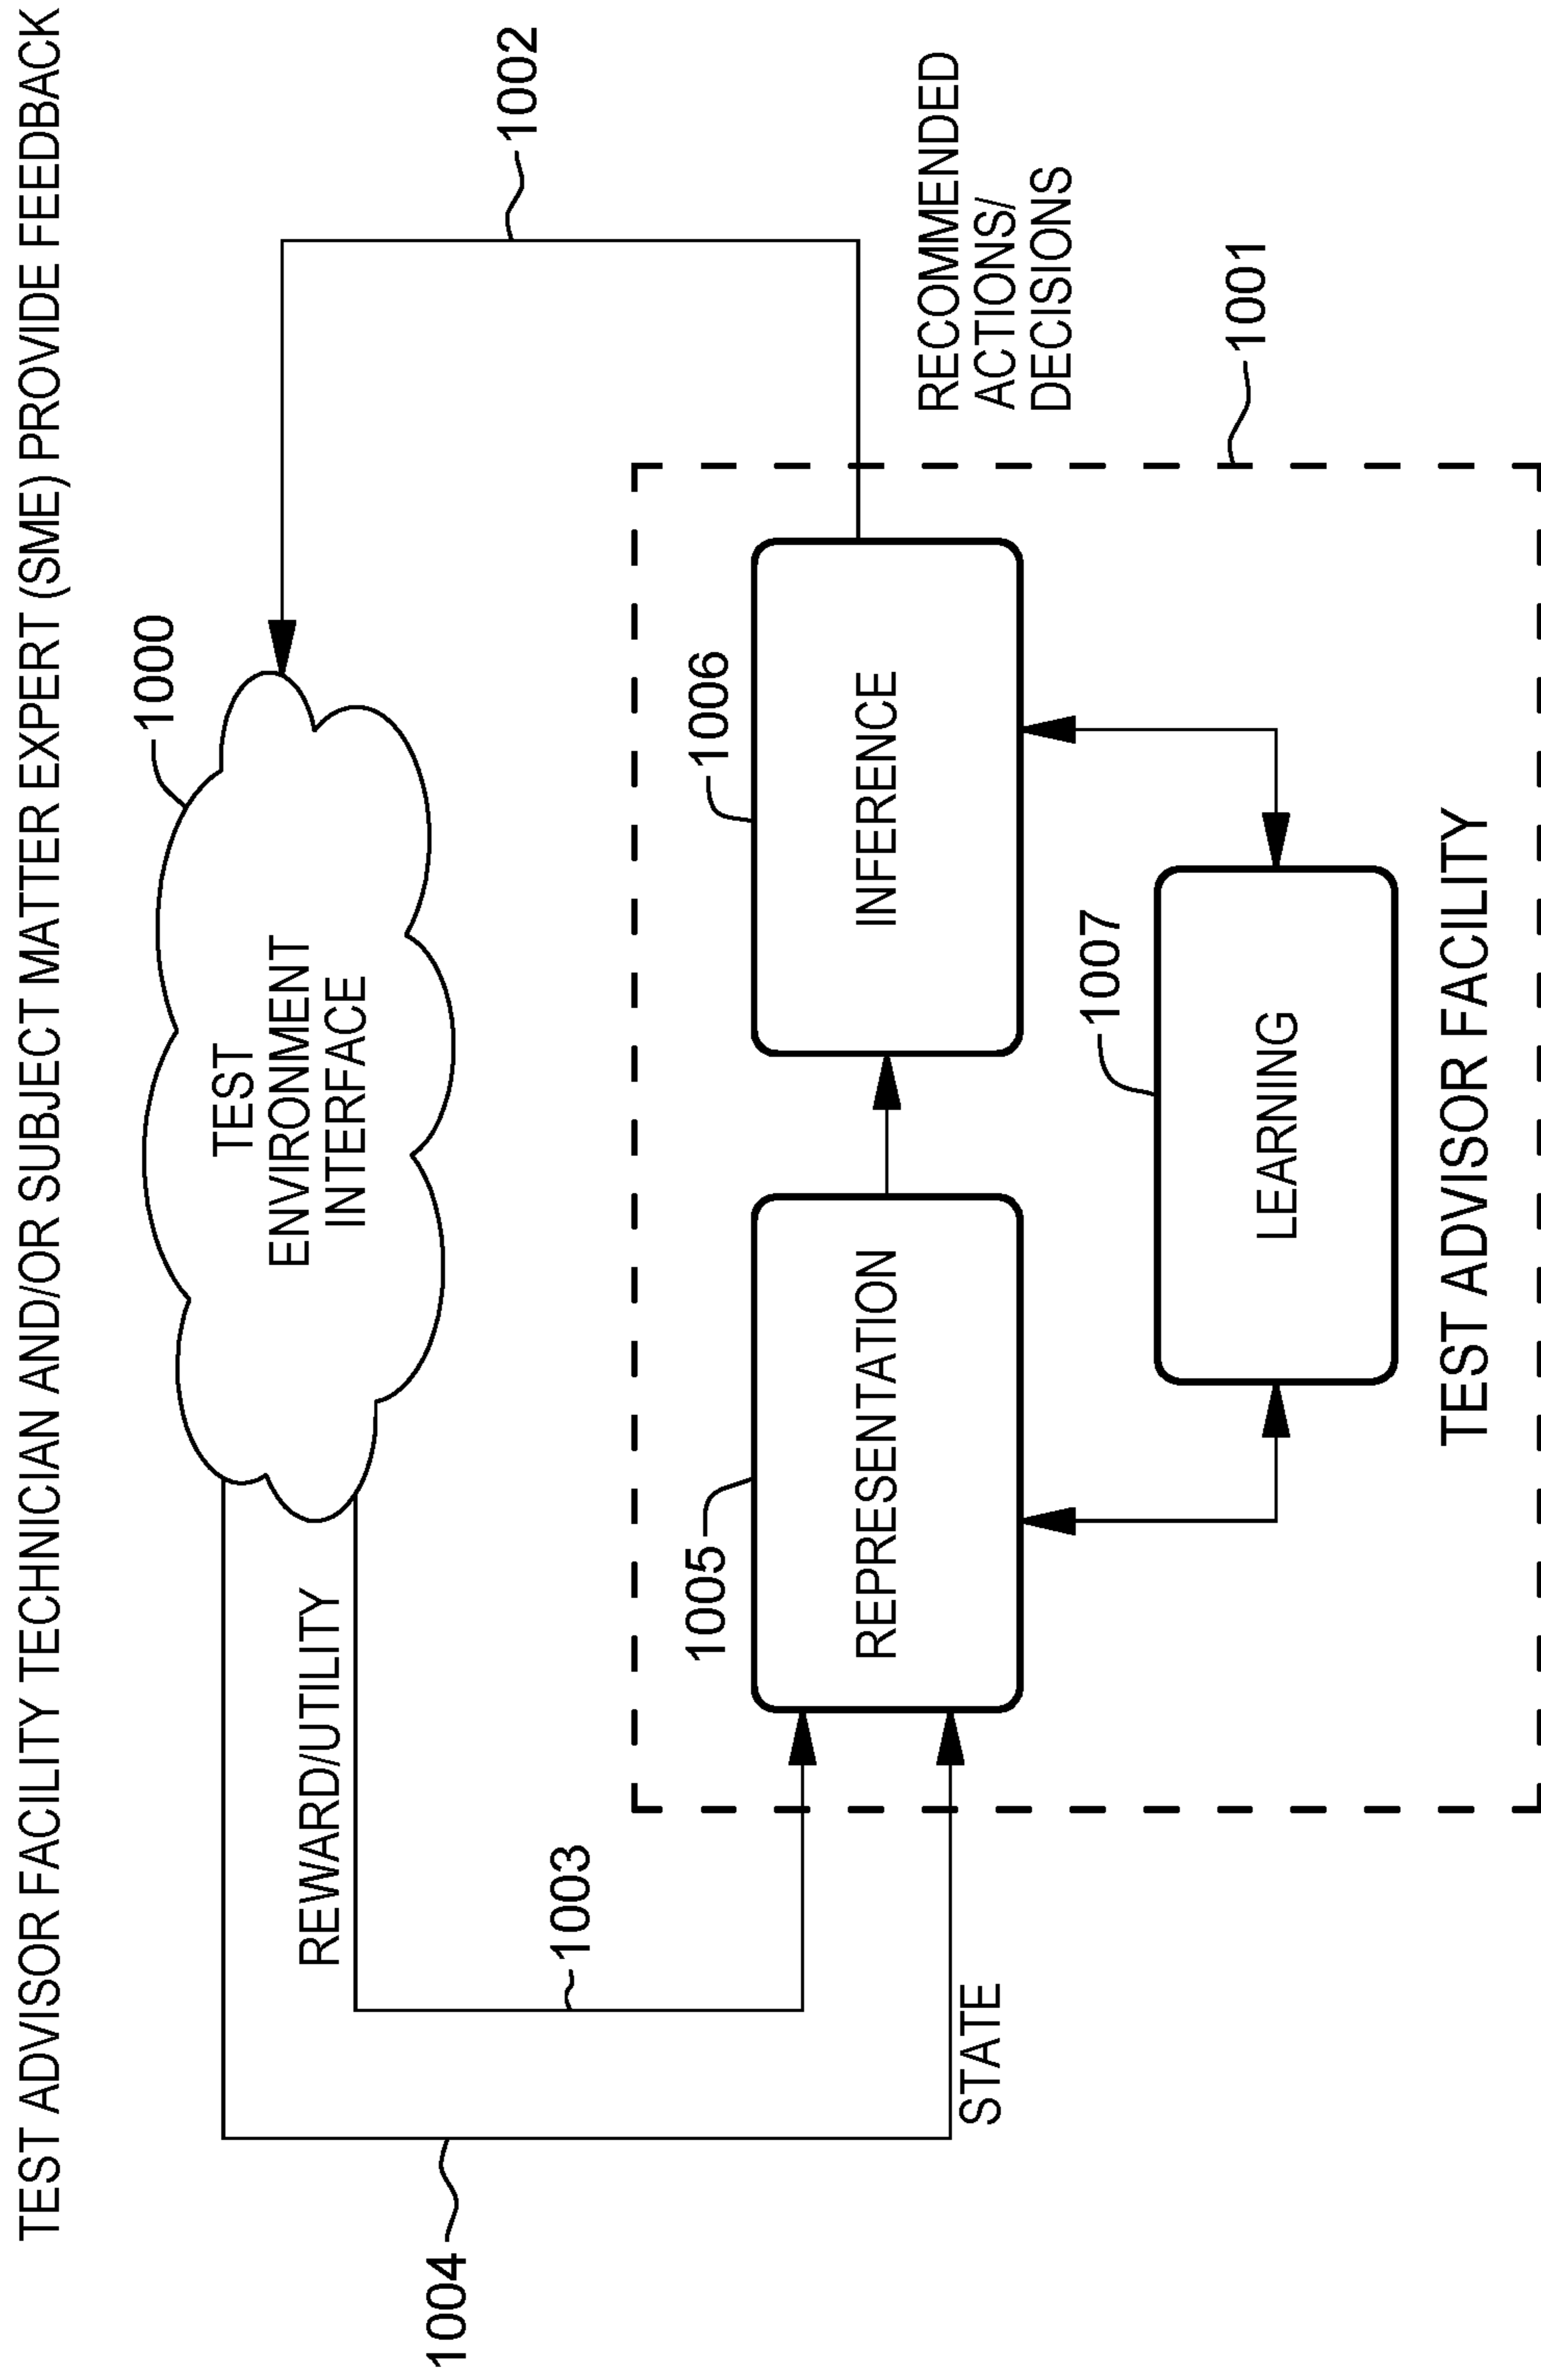 TEST ADVISOR FACILITY TECHNICIAN AND/OR SUBJECT MATTER EXPERT (SME) PROVIDE FEEDBACK
1000
TEST
ENVIRONMENT
INTERFACE
REWARD/UTILITY
1004
1002
1003
1005
1006
REPRESENTATION
INFERENCE
RECOMMENDED
ACTIONS/
DECISIONS
STATE
1007
1001
LEARNING
TEST ADVISOR FACILITY